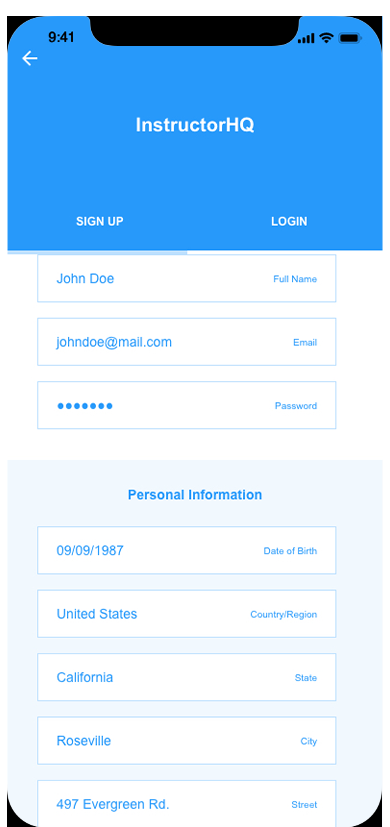 9:41
InstructorHQ
SIGN UP LOGIN
John Doe Full Name
johndoe@mail.com Email
●●●●●●● Password
Personal Information
09/09/1987 Date of Birth
United States Country/Region
California State
Roseville City
497 Evergreen Rd. Street